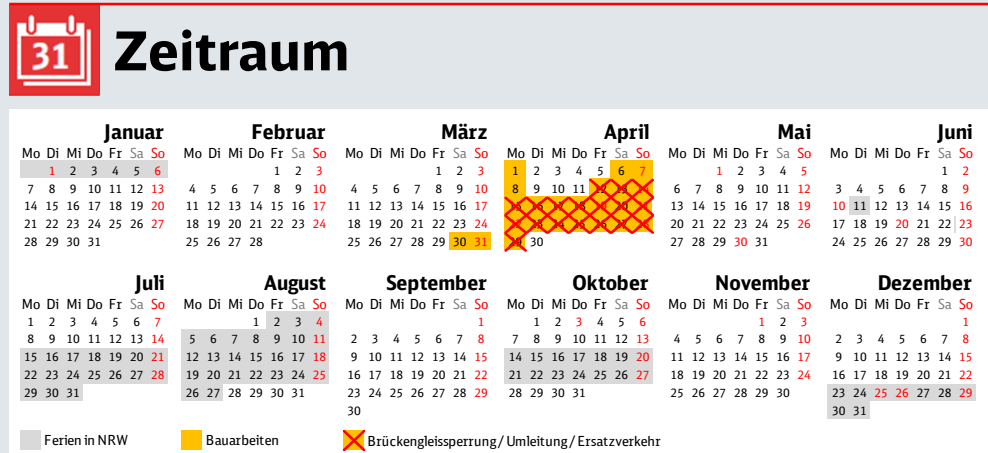 31
Zeitraum
Januar
Mo Di Mi Do Fr Sa So
1 2 3 4 5 6
7 8 9 10 11 12 13
14 15 16 17 18 19 20
21 22 23 24 25 26 27
28 29 30 31
Februar
Mo Di Mi Do Fr Sa So
1 2 3
4 5 6 7 8 9 10
11 12 13 14 15 16 17
18 19 20 21 22 23 24
25 26 27 28
März
Mo Di Mi Do Fr Sa So
1 2 3
4 5 6 7 8 9 10
11 12 13 14 15 16 17
18 19 20 21 22 23 24
25 26 27 28 29 30 31
April
Mo Di Mi Do Fr Sa So
1 2 3 4 5 6 7
8 9 10 11 12 13
18
23 24 25 26 27 28
29 30
Mai
Mo Di Mi Do Fr Sa So
1 2 3 4 5
6 7 8 9 10 11 12
13 14 15 16 17 18 19
20 21 22 23 24 25 26
27 28 29 30 31
Juni
Mo Di Mi Do Fr Sa So
1 2
3 4 5 6 7 8 9
10 11 12 13 14 15 16
17 18 19 20 21 22 23
24 25 26 27 28 29 30
Juli
Mo Di Mi Do Fr Sa So
1 2 3 4 5 6 7
8 9 10 11 12 13 14
15 16 17 18 19 20 21
22 23 24 25 26 27 28
29 30 31
August
Mo Di Mi Do Fr Sa So
1 2 3 4
5 6 7 8 9 10 11
12 13 14 15 16 17 18
19 20 21 22 23 24 25
26 27 28 29 30 31
September
Mo Di Mi Do Fr Sa So
1
2 3 4 5 6 7 8
9 10 11 12 13 14 15
16 17 18 19 20 21 22
23 24 25 26 27 28 29
30
Oktober
Mo Di Mi Do Fr Sa So
1 2 3 4 5 6
7 8 9 10 11 12 13
14 15 16 17 18 19 20
21 22 23 24 25 26 27
28 29 30 31
November
Mo Di Mi Do Fr Sa So
1 2 3
4 5 6 7 8 9 10
11 12 13 14 15 16 17
18 19 20 21 22 23 24
25 26 27 28 29 30
Dezember
Mo Di Mi Do Fr Sa So
1
2 3 4 5 6 7 8
9 10 11 12 13 14 15
16 17 18 19 20 21 22
23 24 25 26 27 28 29
30 31
Ferien in NRW
Bauarbeiten
Brückengleissperrung/ Umleitung/ Ersatzverkehr